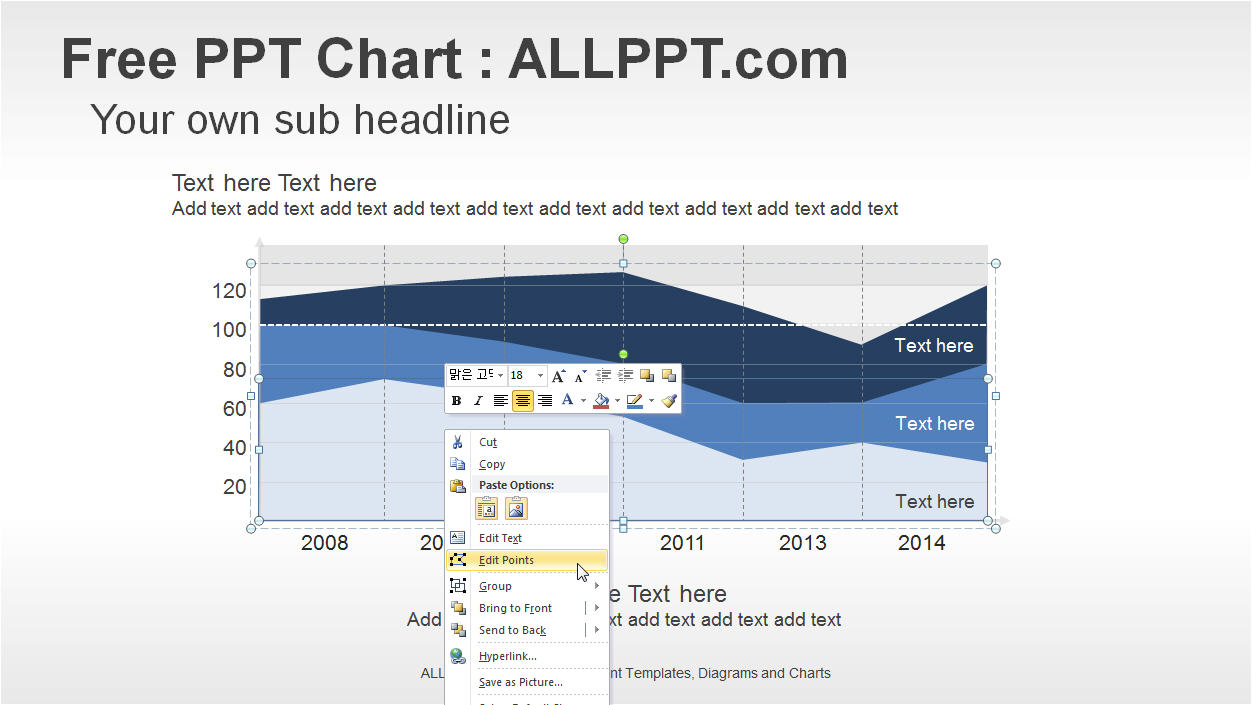 Free PPT Chart : ALLPPT.com
Your own sub headline
Text here Text here
Add text add text add text add text add text add text add text add text add text add text
120
100
80
60
40
20
Text here
Text here
Text here
맑은 고딕 18 A A
B I A
Cut
Copy
Paste Options:
Edit Text
Edit Points
Group
Bring to Front
Send to Back
Hyperlink...
Save as Picture...
2008 2011 2013 2014
Text here
Add add text add text add text
Templates, Diagrams and Charts